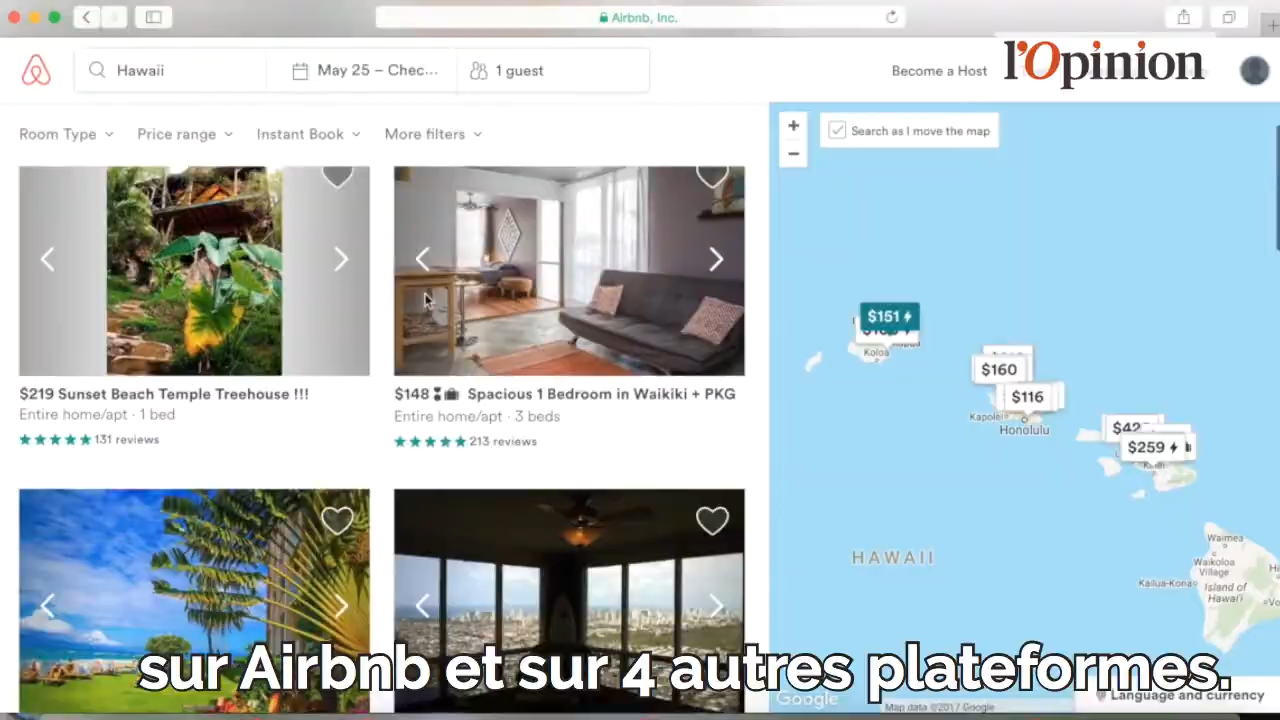 Airbnb, Inc.
Hawaii
May 25 – Chec...
1 guest
Become a Host
l'Opinion
Room Type
Price range
Instant Book
More filters
Search as I move the map
$219 Sunset Beach Temple Treehouse !!!
Entire home/apt · 1 bed
131 reviews
$148 Spacious 1 Bedroom in Waikiki + PKG
Entire home/apt · 3 beds
213 reviews
$151
Koloa
$160
$116
Kapolei
Honolulu
$259
HAWAII
Waimea
Waikoloa
Village
Kailua-Kona
Island of
Hawai'i
sur Airbnb et sur 4 autres plateformes.
Google
Map data ©2017 Google
Language and currency